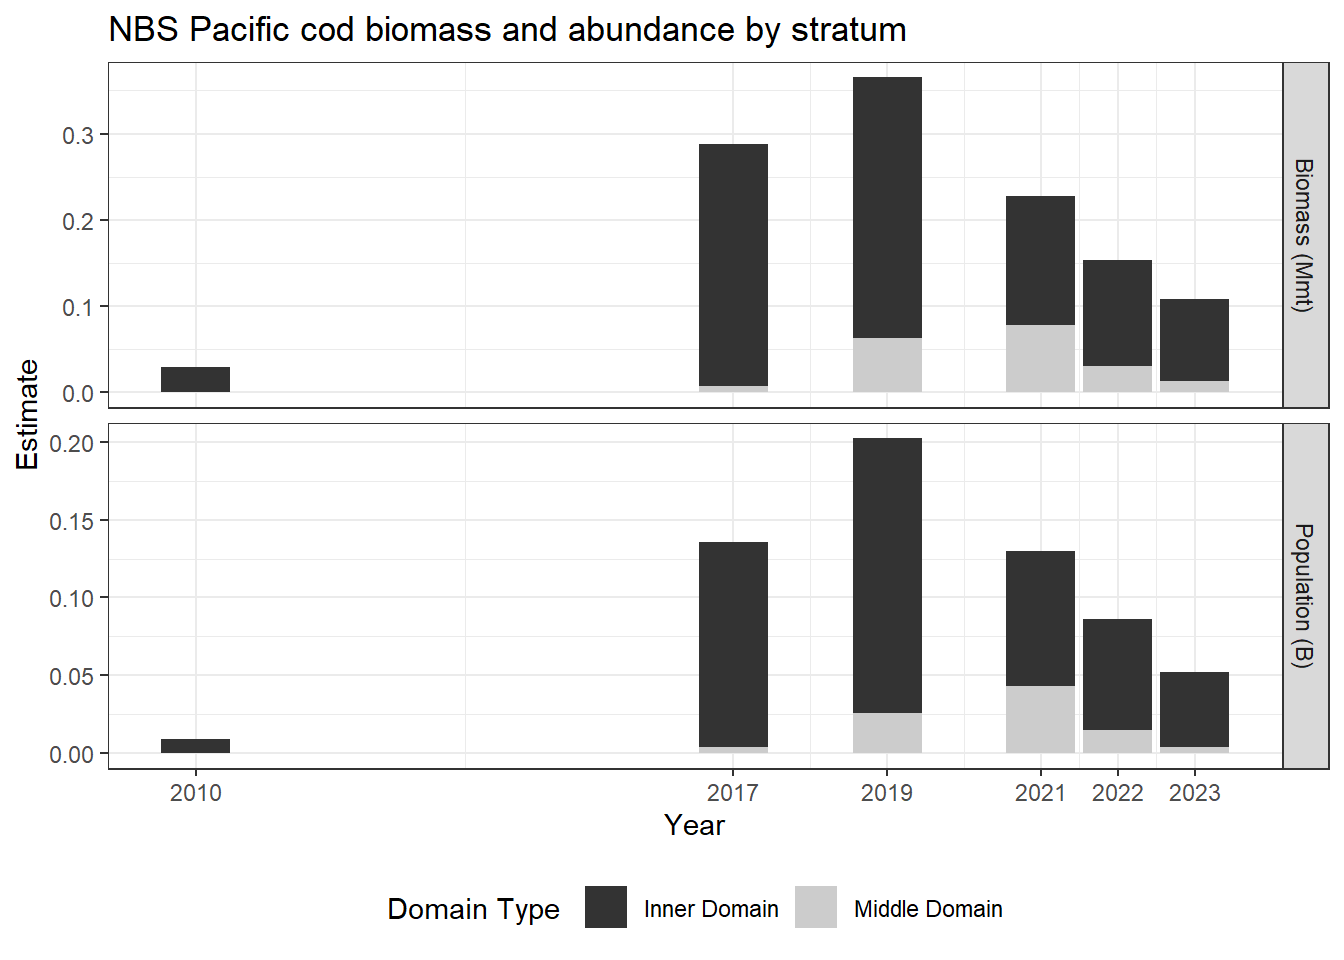 NBS Pacific cod biomass and abundance by stratum
Estimate
0.3
0.2
0.1
0.0
Biomass (Mmt)
0.20
0.15
0.10
0.05
0.00
Population (B)
2010 2017 2019 2021 2022 2023
Year
Domain Type Inner Domain Middle Domain